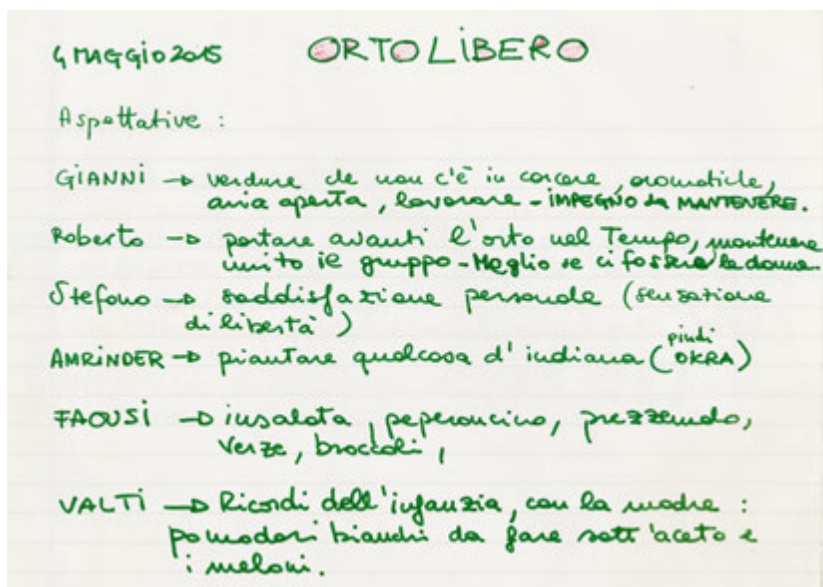 4 MAGGIO 2015 ORTO LIBERO
Aspettative :
GIANNI → verdure che non c'è in carcere, aromatiche,
aria aperta, lavorare - IMPEGNO da MANTENERE.
Roberto → portare avanti l'orto nel Tempo, mantenere
unito il gruppo - Meglio se ci fossero le donne.
Stefano → soddisfazione personale (sensazione
di libertà)
AMRINDER → piantare qualcosa d'indiana (pindi
OKRA)
FAOUSI → insalata, peperoncino, prezzemolo,
verze, broccoli,
VALTI → Ricordi dell'infanzia, con la madre :
pomodori bianchi da fare sott'aceto e
i meloni.